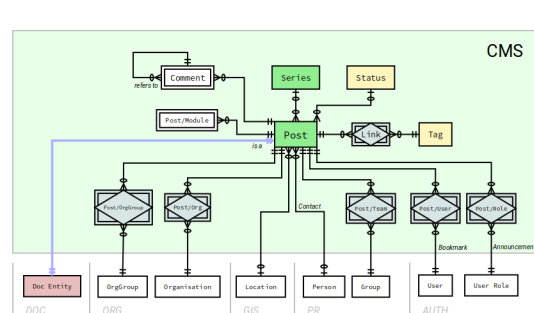 CMS
Comment
Series
Status
refers to
Post/Module
Post
Link
Tag
is a
Post/OrgGroup
Post/Org
Contact
Post/Team
Post/User
Post/Role
Bookmark
Announcemen
Doc Entity
OrgGroup
Organisation
Location
Person
Group
User
User Role
DOC
ORG
GIS
PR
AUTH